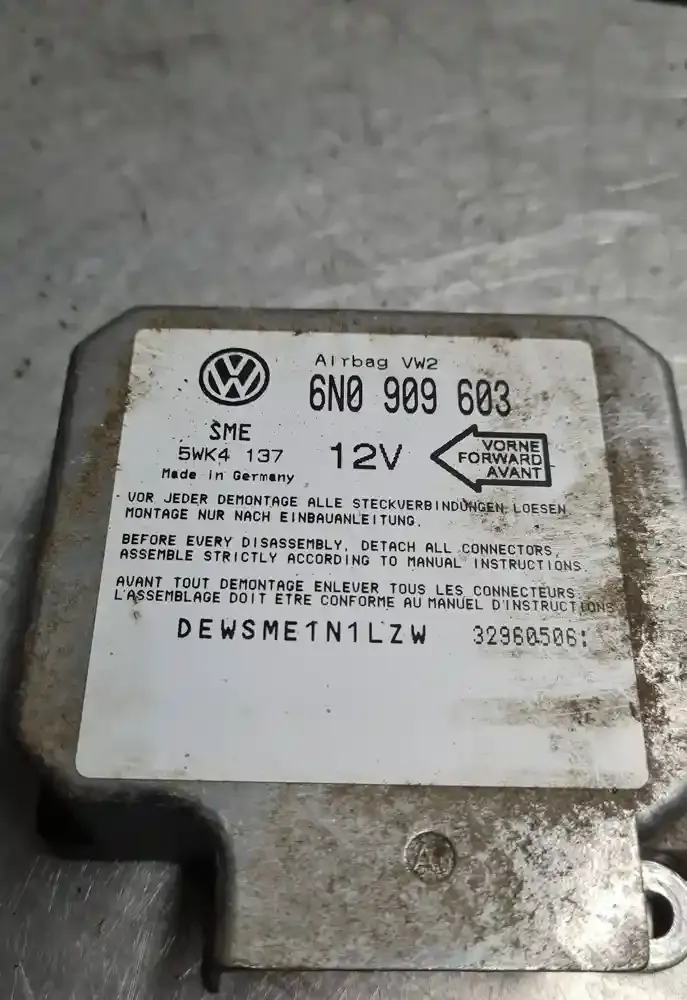 Airbag VW2
6N0 909 603
SME
5WK4 137
Made in Germany
12V
VORNE
FORWARD
AVANT
VOR JEDER DEMONTAGE ALLE STECKVERBINDUNGEN LOESEN
MONTAGE NUR NACH EINBAUANLEITUNG.
BEFORE EVERY DISASSEMBLY, DETACH ALL CONNECTORS,
ASSEMBLE STRICTLY ACCORDING TO MANUAL INSTRUCTIONS
AVANT TOUT DEMONTAGE ENLEVER TOUS LES CONNECTEURS
L'ASSEMBLAGE DOIT ETRE CONFORME AU MANUEL D'INSTRUCTIONS
DEWSME1N1LZW